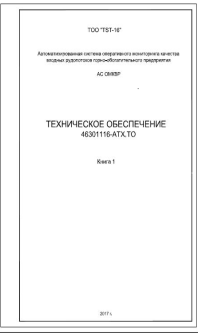 ТОО "TST-16"
Автоматизированная система оперативного мониторинга качества
входных рудопотоков горно-обогатительного предприятия
АС ОМКВР
ТЕХНИЧЕСКОЕ ОБЕСПЕЧЕНИЕ
46301116-АТХ.ТО
Книга 1
2017 г.